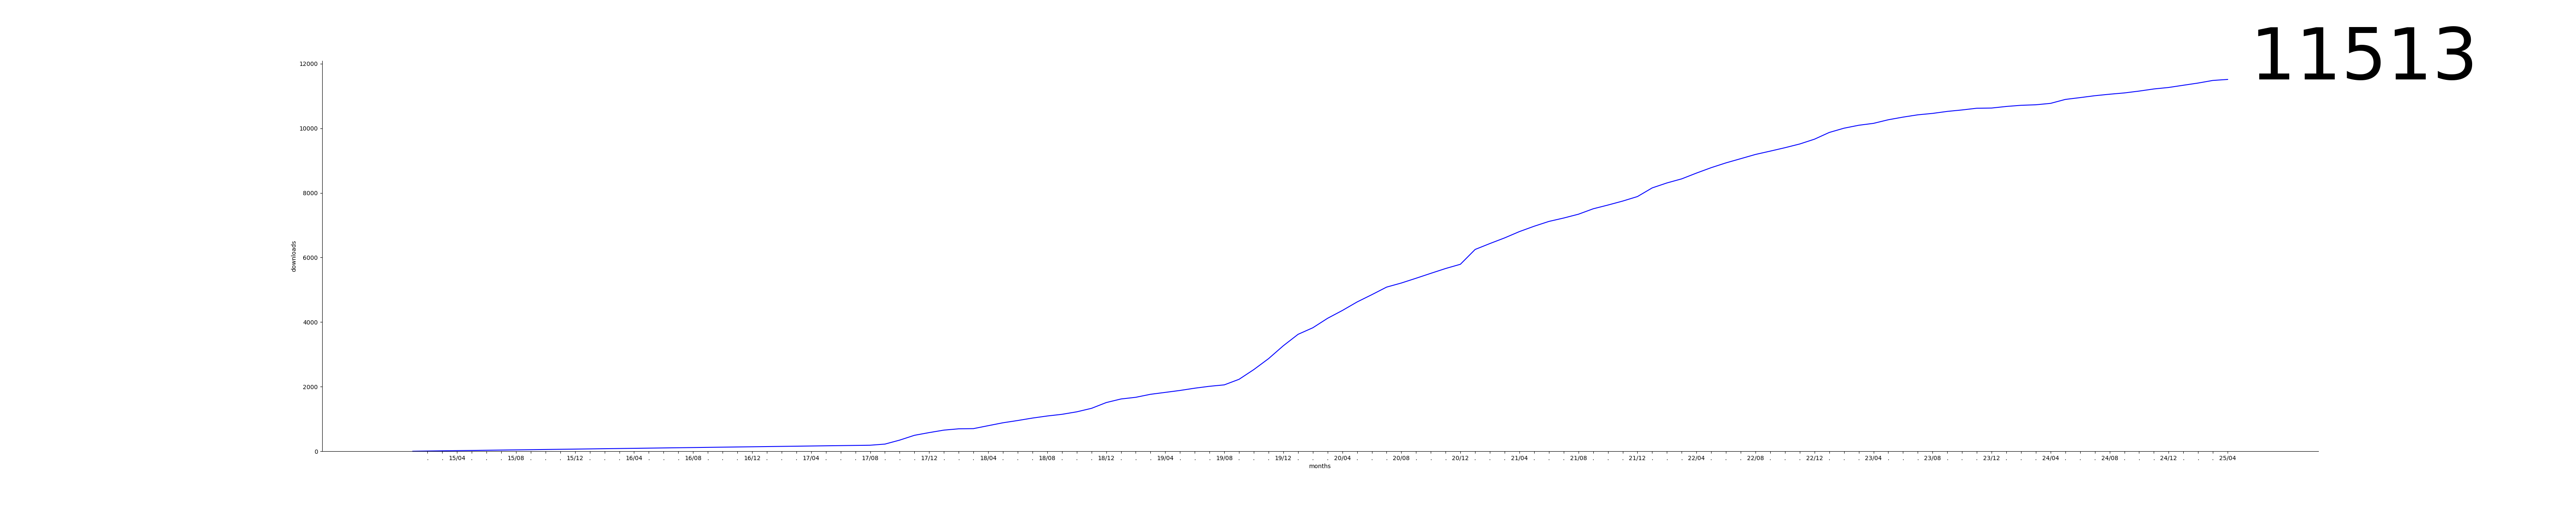 11513
12000
10000
8000
6000
4000
2000
0
downloads
. . 15/04 . . . 15/08 . . . 15/12 . . . 16/04 . . . 16/08 . . . 16/12 . . . 17/04 . . . 17/08 . . . 17/12 . . . 18/04 . . . 18/08 . . . 18/12 . . . 19/04 . . . 19/08 . . . 19/12 . . . 20/04 . . . 20/08 . . . 20/12 . . . 21/04 . . . 21/08 . . . 21/12 . . . 22/04 . . . 22/08 . . . 22/12 . . . 23/04 . . . 23/08 . . . 23/12 . . . 24/04 . . . 24/08 . . . 24/12 . . . 25/04
months